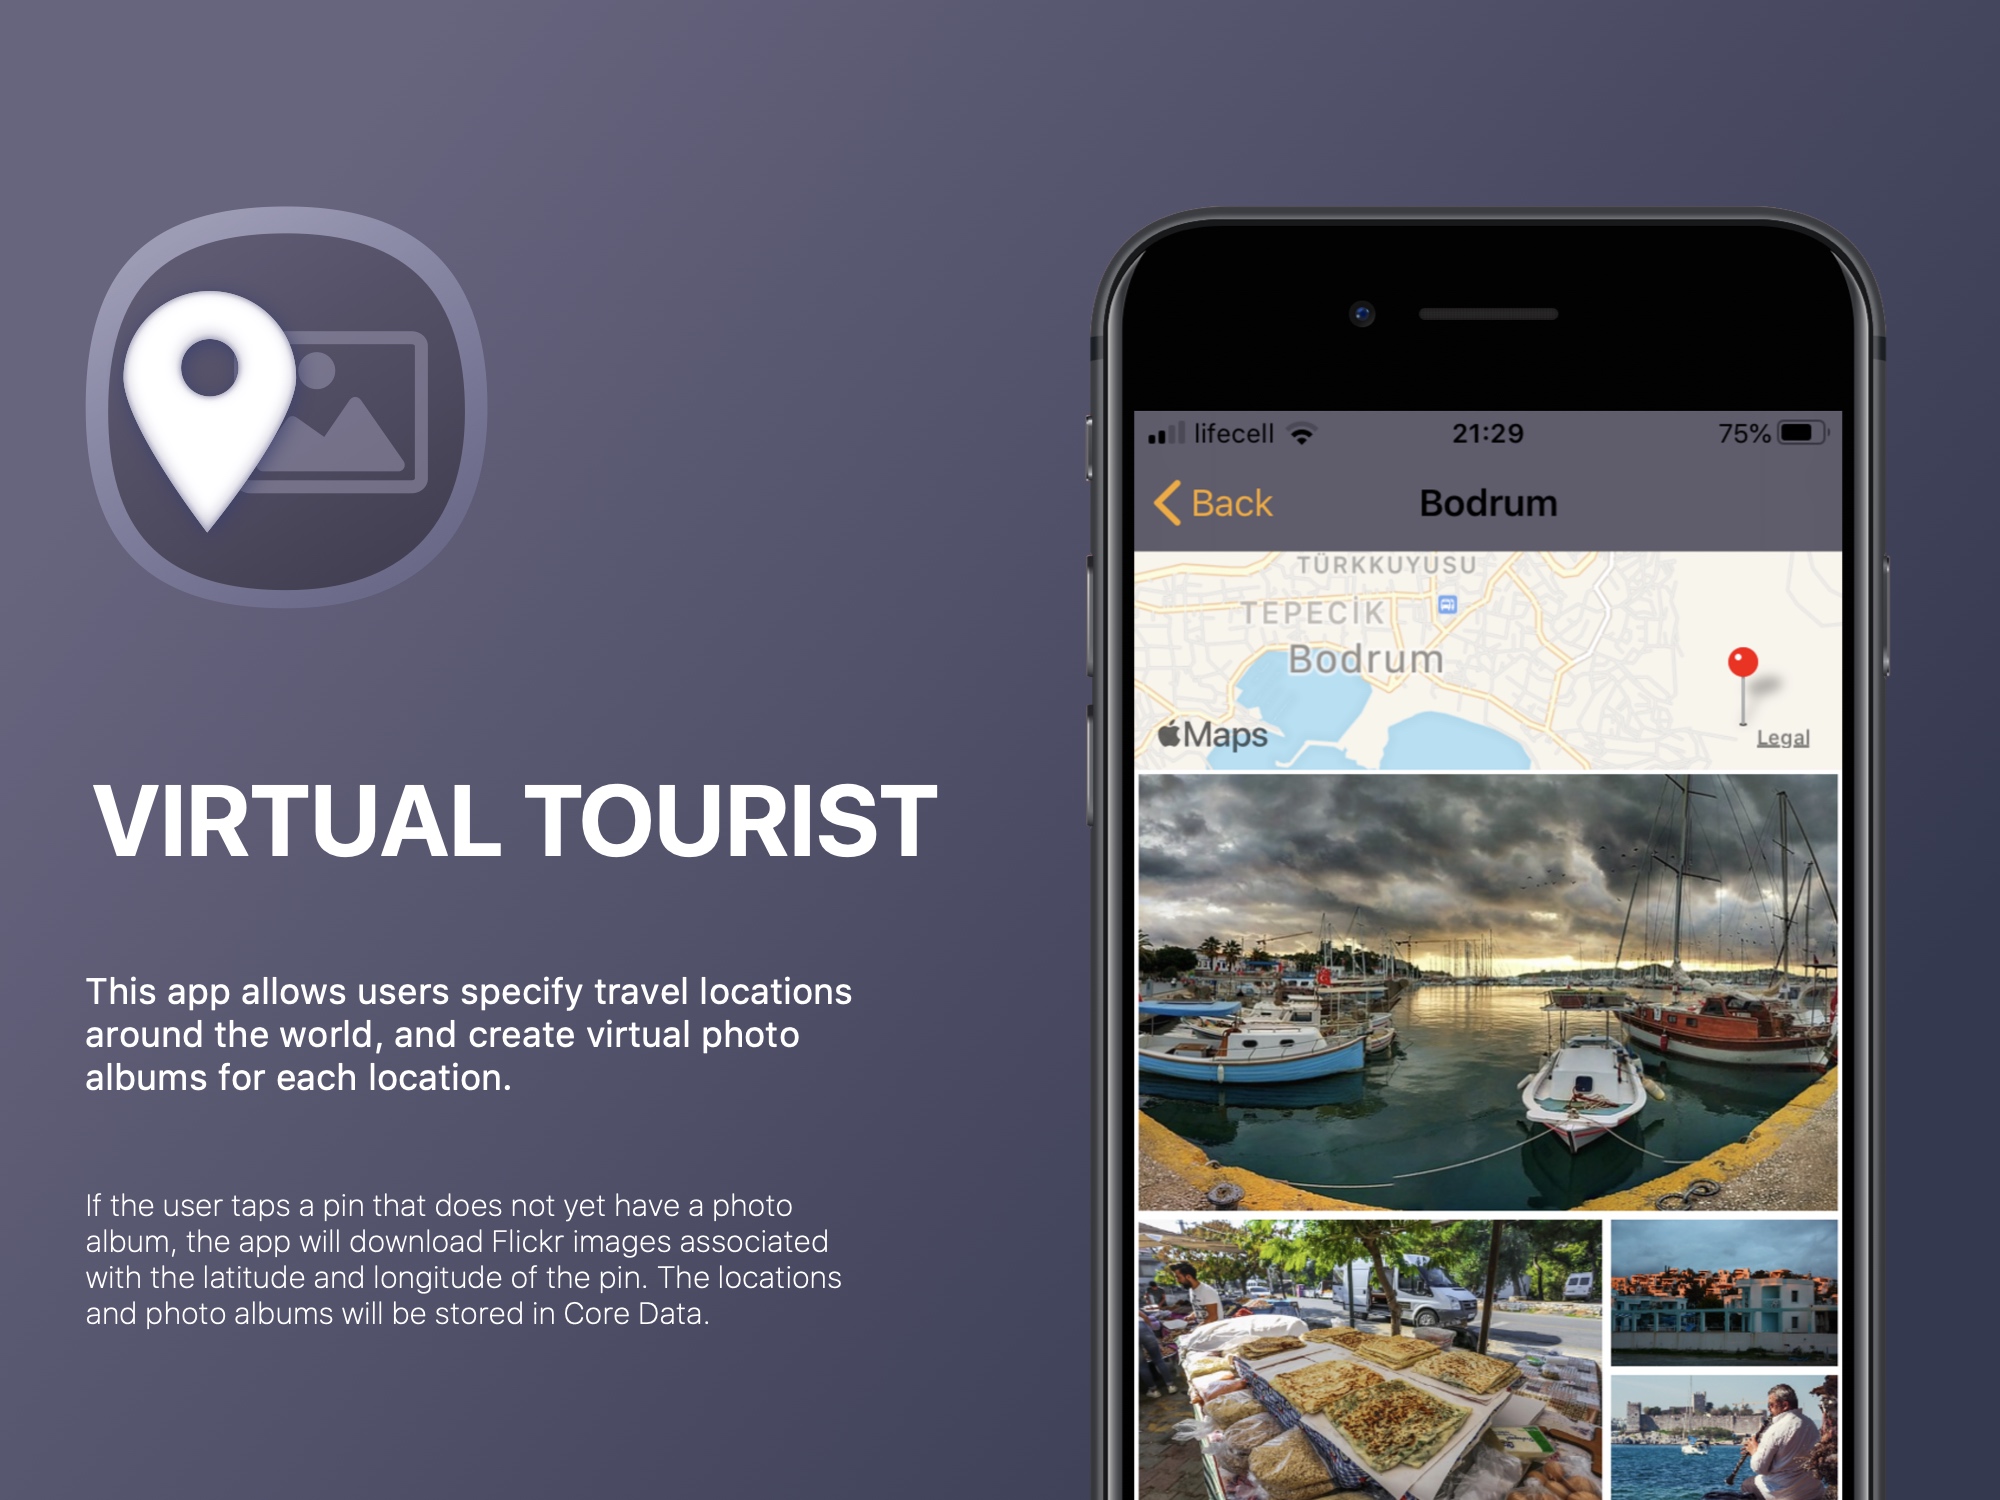 VIRTUAL TOURIST
This app allows users specify travel locations
around the world, and create virtual photo
albums for each location.
If the user taps a pin that does not yet have a photo
album, the app will download Flickr images associated
with the latitude and longitude of the pin. The locations
and photo albums will be stored in Core Data.
lifecell 21:29 75%
Back Bodrum
TÜRKKUYUSU
TEPECİK
Bodrum
Maps
Legal